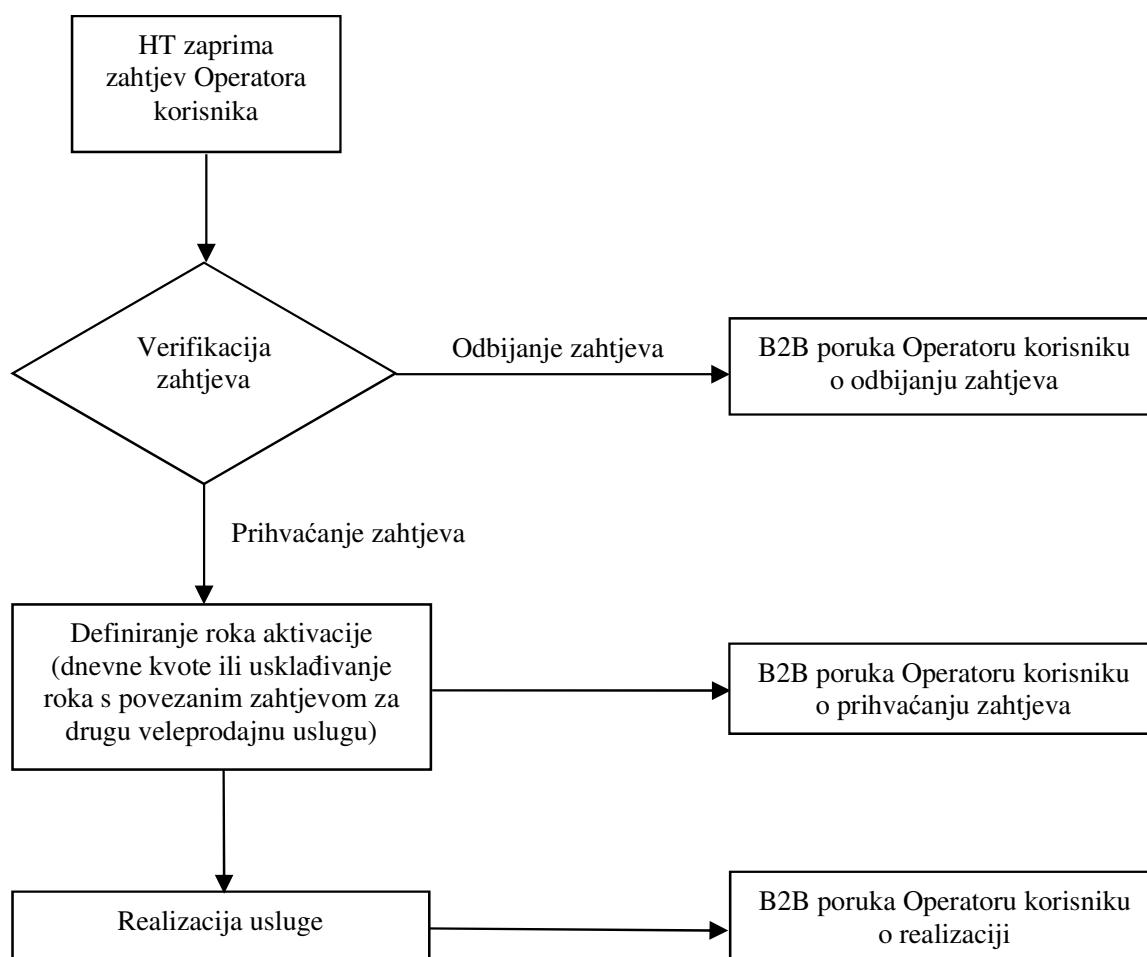 HT zaprima
zahtjev Operatora
korisnika
Verifikacija
zahtjeva
Odbijanje zahtjeva
B2B poruka Operatoru korisniku
o odbijanju zahtjeva
Prihvaćanje zahtjeva
Definiranje roka aktivacije
(dnevne kvote ili usklađivanje
roka s povezanim zahtjevom za
drugu veleprodajnu uslugu)
B2B poruka Operatoru korisniku
o prihvaćanju zahtjeva
Realizacija usluge
B2B poruka Operatoru korisniku
o realizaciji